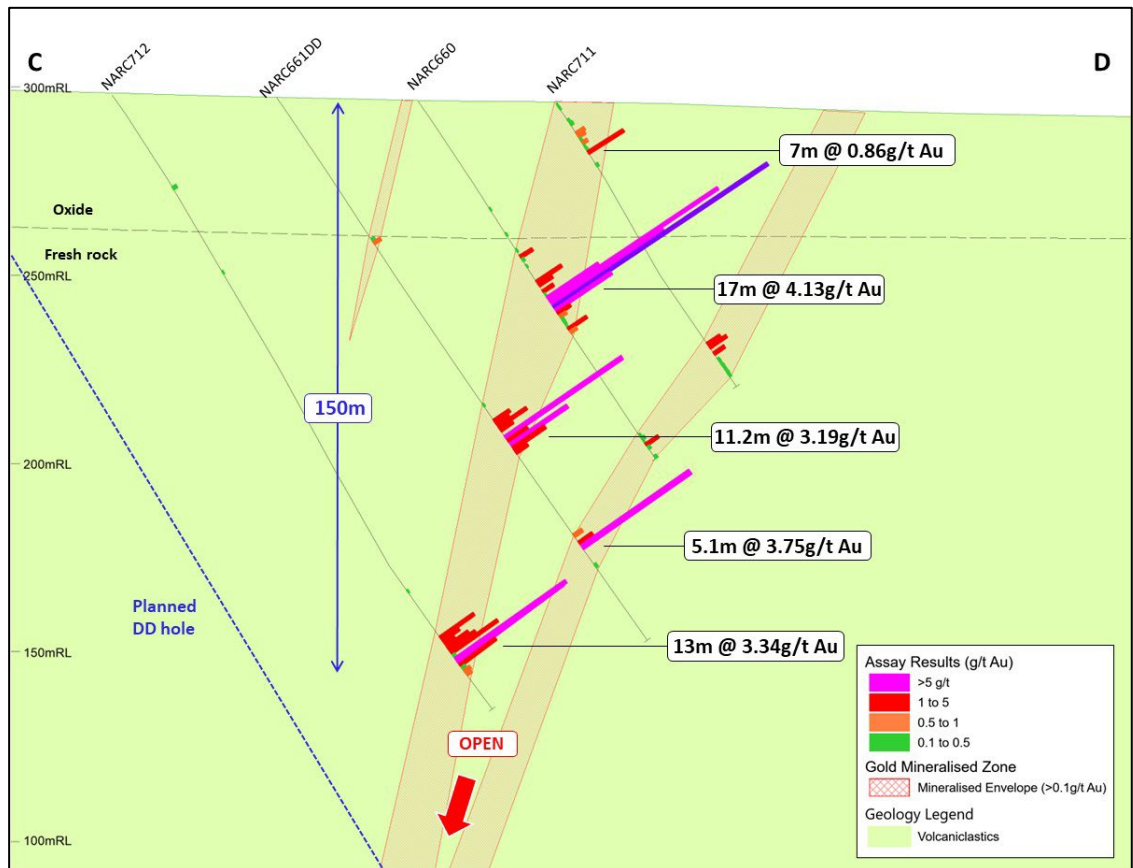 C
NARC712
NARC661DD
NARC660
NARC711
D
300mRL
7m @ 0.86g/t Au
Oxide
Fresh rock
250mRL
17m @ 4.13g/t Au
150m
11.2m @ 3.19g/t Au
200mRL
5.1m @ 3.75g/t Au
Planned
DD hole
13m @ 3.34g/t Au
150mRL
OPEN
100mRL
Assay Results (g/t Au)
>5 g/t
1 to 5
0.5 to 1
0.1 to 0.5
Gold Mineralised Zone
Mineralised Envelope (>0.1g/t Au)
Geology Legend
Volcaniclastics